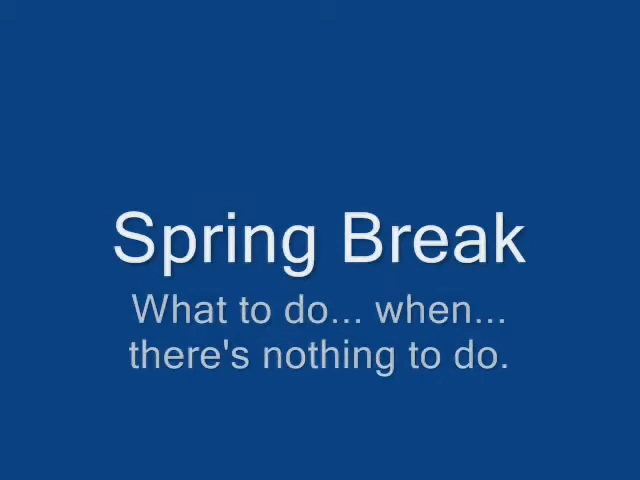 Spring Break
What to do... when...
there's nothing to do.